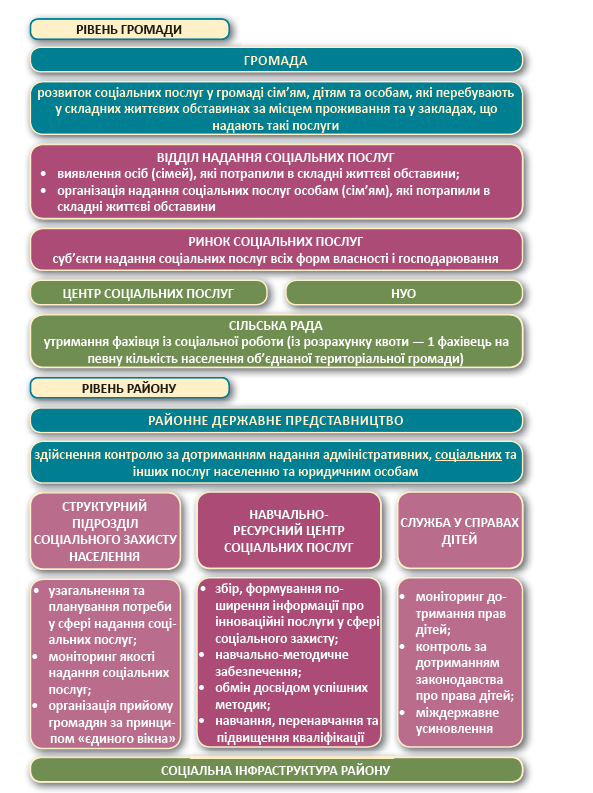 РІВЕНЬ ГРОМАДИ
ГРОМАДА
розвиток соціальних послуг у громаді сім’ям, дітям та особам, які перебувають
у складних життєвих обставинах за місцем проживання та у закладах, що
надають такі послуги
ВІДДІЛ НАДАННЯ СОЦІАЛЬНИХ ПОСЛУГ
• виявлення осіб (сімей), які потрапили в складні життєві обставини;
• організація надання соціальних послуг особам (сім’ям), які потрапили в
складні життєві обставини
РИНОК СОЦІАЛЬНИХ ПОСЛУГ
суб’єкти надання соціальних послуг всіх форм власності і господарювання
ЦЕНТР СОЦІАЛЬНИХ ПОСЛУГ
НУО
СІЛЬСЬКА РАДА
утримання фахівця із соціальної роботи (із розрахунку квоти — 1 фахівець на
певну кількість населення об’єднаної територіальної громади)
РІВЕНЬ РАЙОНУ
РАЙОННЕ ДЕРЖАВНЕ ПРЕДСТАВНИЦТВО
здійснення контролю за дотриманням надання адміністративних, соціальних та
інших послуг населенню та юридичним особам
СТРУКТУРНИЙ
ПІДРОЗДІЛ
СОЦІАЛЬНОГО ЗАХИСТУ
НАСЕЛЕННЯ
• узагальнення та
планування потреби
у сфері надання соці-
альних послуг;
• моніторинг якості
надання соціальних
послуг;
• організація прийому
громадян за принци-
пом «єдиного вікна»
НАВЧАЛЬНО-
РЕСУРСНИЙ ЦЕНТР
СОЦІАЛЬНИХ ПОСЛУГ
• збір, формування по-
ширення інформації про
інноваційні послуги у сфері
соціального захисту;
• навчально-методичне
забезпечення;
• обмін досвідом успішних
методик;
• навчання, перенавчання та
підвищення кваліфікації
СЛУЖБА У СПРАВАХ
ДІТЕЙ
• моніторинг до-
тримання прав
дітей;
• контроль за
дотриманням
законодавства
про права дітей;
• міждержавне
усиновлення
СОЦІАЛЬНА ІНФРАСТРУКТУРА РАЙОНУ